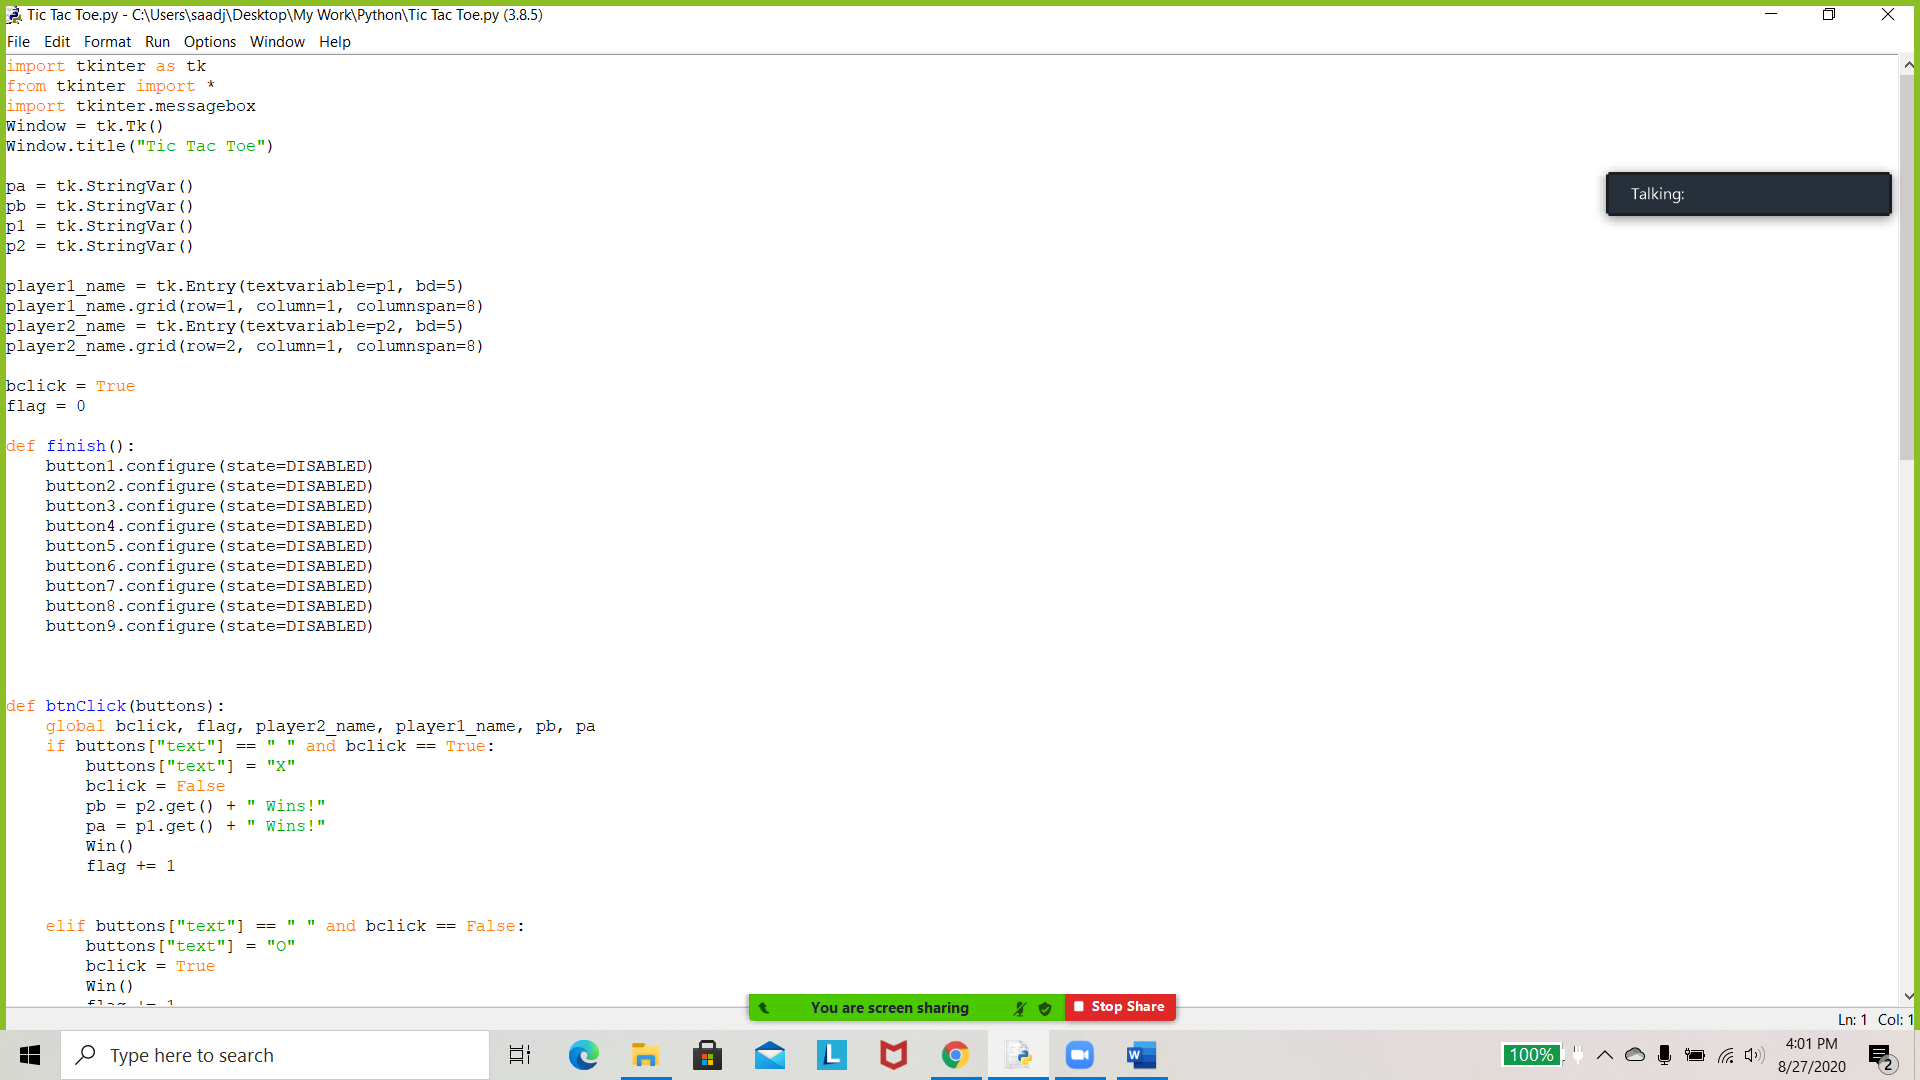 Tic Tac Toe.py - C:\Users\saadj\Desktop\My Work\Python\Tic Tac Toe.py (3.8.5)
File Edit Format Run Options Window Help
import tkinter as tk
from tkinter import *
import tkinter.messagebox
Window = tk.Tk()
Window.title("Tic Tac Toe")
pa = tk.StringVar()
pb = tk.StringVar()
p1 = tk.StringVar()
p2 = tk.StringVar()
player1_name = tk.Entry(textvariable=p1, bd=5)
player1_name.grid(row=1, column=1, columnspan=8)
player2_name = tk.Entry(textvariable=p2, bd=5)
player2_name.grid(row=2, column=1, columnspan=8)
bclick = True
flag = 0
def finish():
    button1.configure(state=DISABLED)
    button2.configure(state=DISABLED)
    button3.configure(state=DISABLED)
    button4.configure(state=DISABLED)
    button5.configure(state=DISABLED)
    button6.configure(state=DISABLED)
    button7.configure(state=DISABLED)
    button8.configure(state=DISABLED)
    button9.configure(state=DISABLED)
def btnClick(buttons):
    global bclick, flag, player2_name, player1_name, pb, pa
    if buttons["text"] == " " and bclick == True:
        buttons["text"] = "X"
        bclick = False
        pb = p2.get() + " Wins!"
        pa = p1.get() + " Wins!"
        Win()
        flag += 1
    elif buttons["text"] == " " and bclick == False:
        buttons["text"] = "O"
        bclick = True
        Win()
        flag += 1
Talking:
You are screen sharing
Stop Share
Ln: 1 Col: 1
Type here to search
L
W
100%
4:01 PM
8/27/2020
2